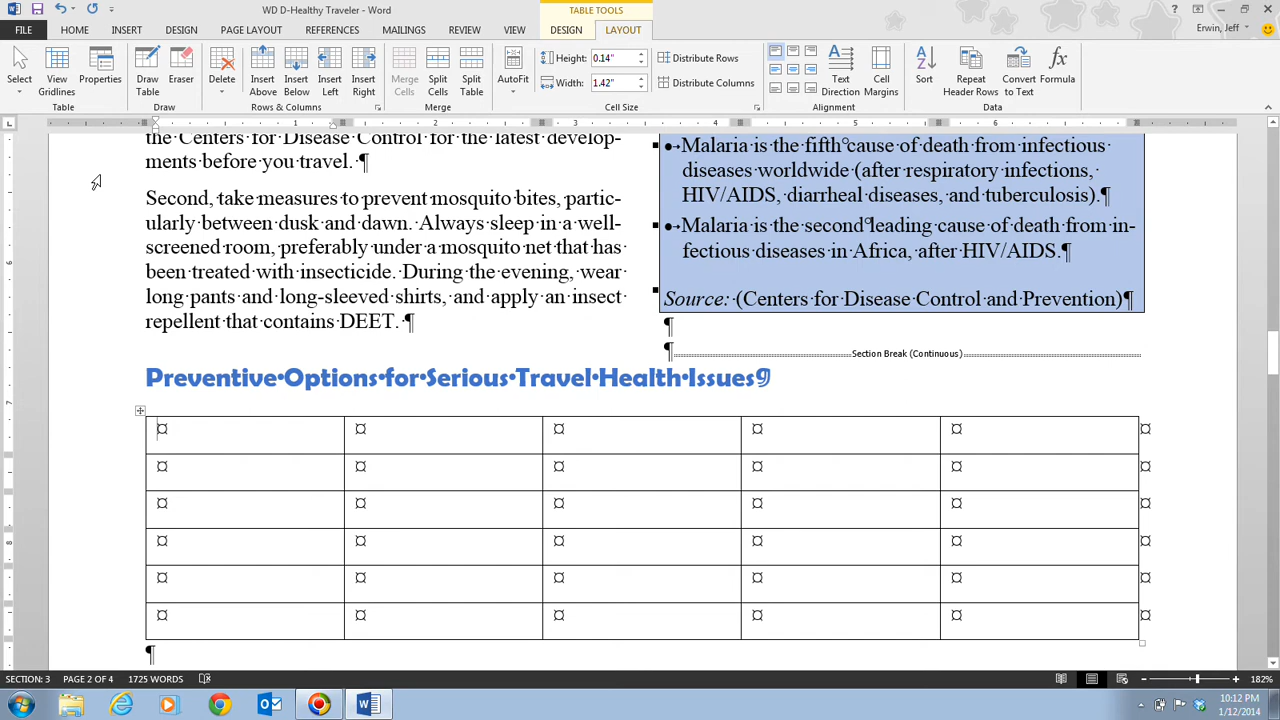 WD D-Healthy Traveler - Word
TABLE TOOLS
FILE HOME INSERT DESIGN PAGE LAYOUT REFERENCES MAILINGS REVIEW VIEW DESIGN LAYOUT
Erwin, Jeff
Select
View Gridlines
Properties
Table
Draw Table
Eraser
Draw
Delete
Insert Above
Insert Below
Insert Left
Insert Right
Rows & Columns
Merge Cells
Split Cells
Split Table
Merge
AutoFit
Height: 0.14"
Width: 1.42"
Distribute Rows
Distribute Columns
Cell Size
Text Direction
Cell Margins
Alignment
Sort
Repeat Header Rows
Convert to Text
Formula
Data
1 2 3 4 5 6 7
the·Centers·for·Disease·Control·for·the·latest·develop-
ments·before·you·travel.·¶
Second,·take·measures·to·prevent·mosquito·bites,·partic-
ularly·between·dusk·and·dawn.·Always·sleep·in·a·well-
screened·room,·preferably·under·a·mosquito·net·that·has·
been·treated·with·insecticide.·During·the·evening,·wear·
long·pants·and·long-sleeved·shirts,·and·apply·an·insect·
repellent·that·contains·DEET.·¶
Malaria·is·the·fifth°cause·of·death·from·infectious·
diseases·worldwide·(after·respiratory·infections,·
HIV/AIDS,·diarrheal·diseases,·and·tuberculosis).¶
Malaria·is·the·second°leading·cause·of·death·from·in-
fectious·diseases·in·Africa,·after·HIV/AIDS.¶
Source:·(Centers·for·Disease·Control·and·Prevention)¶
¶
¶ Section Break (Continuous)
Preventive·Options·for·Serious·Travel·Health·Issues¶
¤ ¤ ¤ ¤ ¤ ¤
¤ ¤ ¤ ¤ ¤ ¤
¤ ¤ ¤ ¤ ¤ ¤
¤ ¤ ¤ ¤ ¤ ¤
¤ ¤ ¤ ¤ ¤ ¤
¤ ¤ ¤ ¤ ¤ ¤
¶
SECTION: 3 PAGE 2 OF 4 1725 WORDS
182%
10:12 PM
1/12/2014